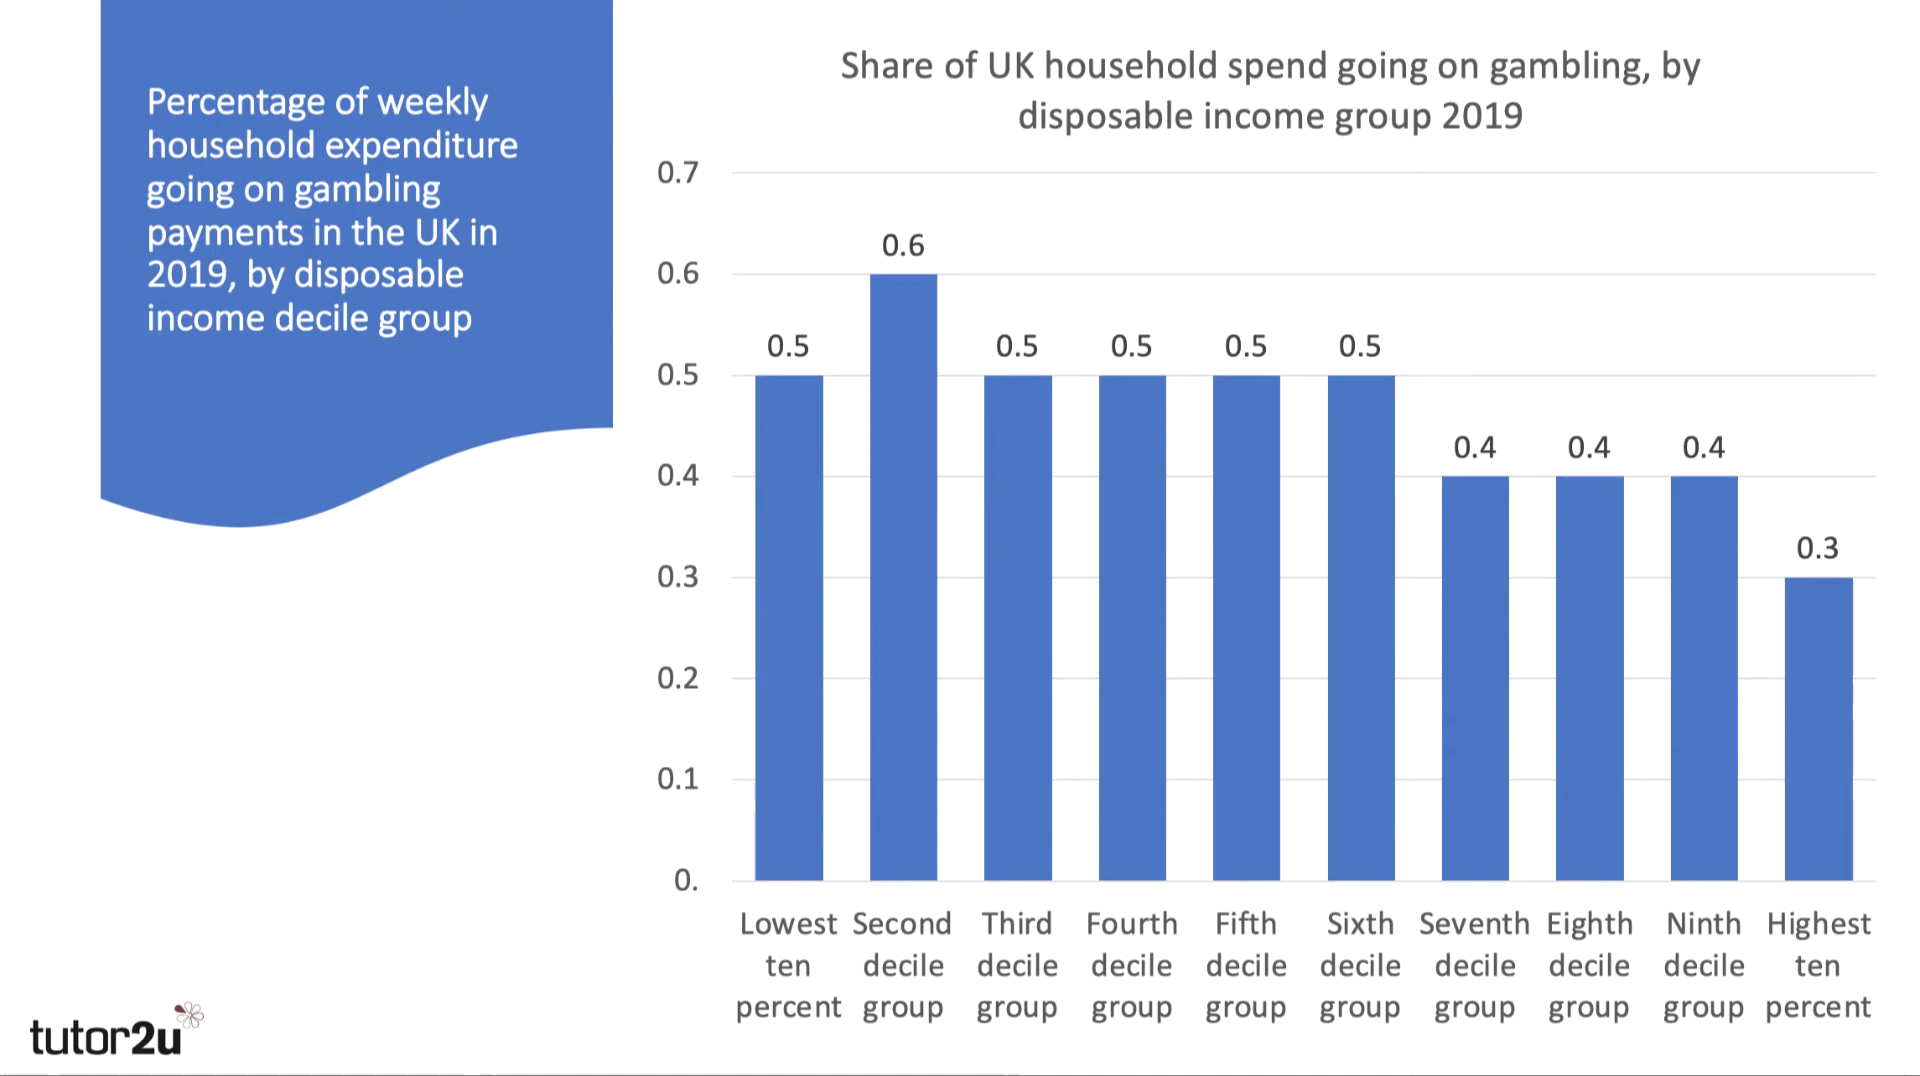 Percentage of weekly
household expenditure
going on gambling
payments in the UK in
2019, by disposable
income decile group
Share of UK household spend going on gambling, by
disposable income group 2019
0.7
0.6
0.5
0.4
0.3
0.2
0.1
0.
0.5
0.6
0.5
0.5
0.5
0.5
0.4
0.4
0.4
0.3
Lowest
ten
percent
Second
decile
group
Third
decile
group
Fourth
decile
group
Fifth
decile
group
Sixth
decile
group
Seventh
decile
group
Eighth
decile
group
Ninth
decile
group
Highest
ten
percent
tutor2u